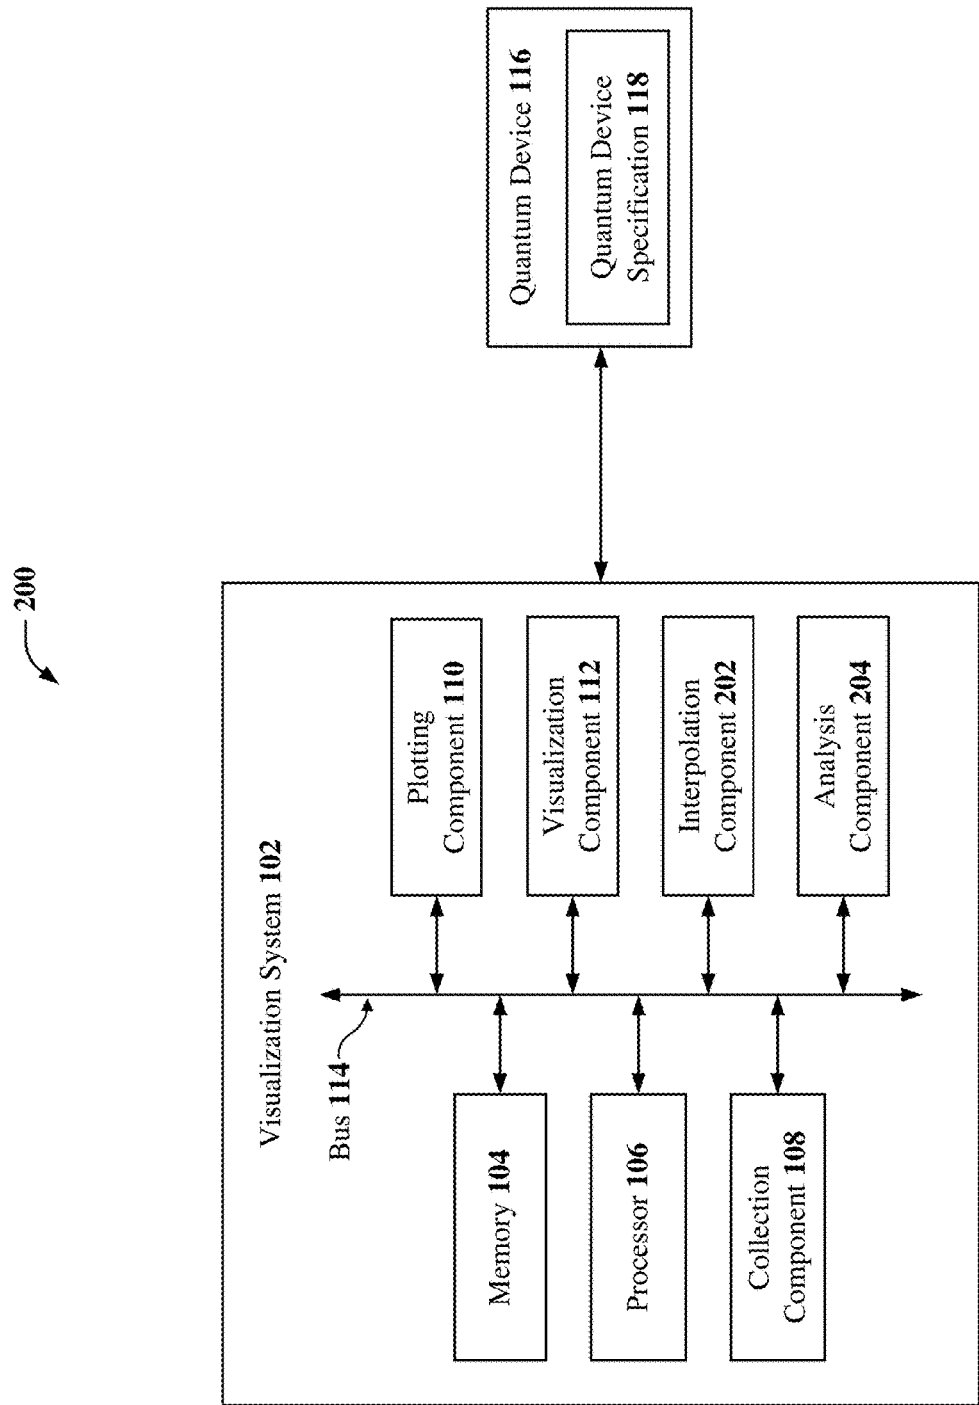 200
Visualization System 102
Bus 114
Memory 104
Processor 106
Collection
Component 108
Plotting
Component 110
Visualization
Component 112
Interpolation
Component 202
Analysis
Component 204
Quantum Device 116
Quantum Device
Specification 118